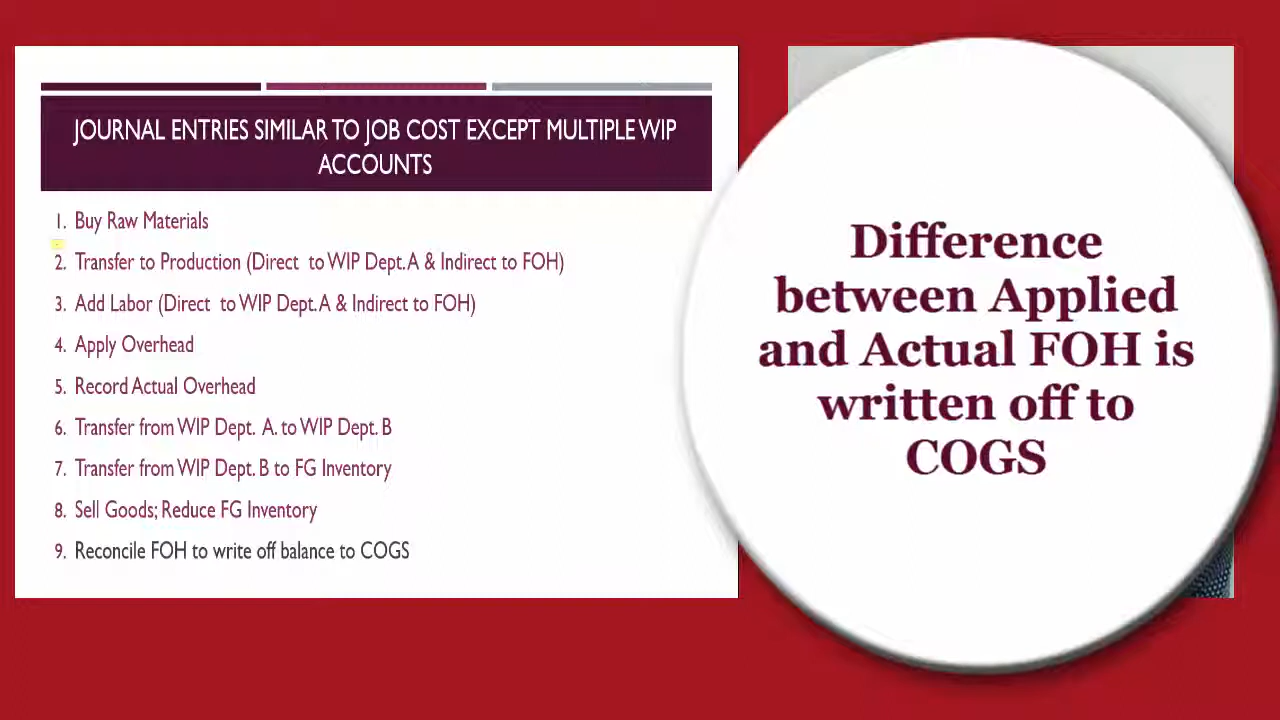 JOURNAL ENTRIES SIMILAR TO JOB COST EXCEPT MULTIPLE WIP
ACCOUNTS
1. Buy Raw Materials
2. Transfer to Production (Direct to WIP Dept. A & Indirect to FOH)
3. Add Labor (Direct to WIP Dept. A & Indirect to FOH)
4. Apply Overhead
5. Record Actual Overhead
6. Transfer from WIP Dept. A. to WIP Dept. B
7. Transfer from WIP Dept. B to FG Inventory
8. Sell Goods; Reduce FG Inventory
9. Reconcile FOH to write off balance to COGS
Difference
between Applied
and Actual FOH is
written off to
COGS